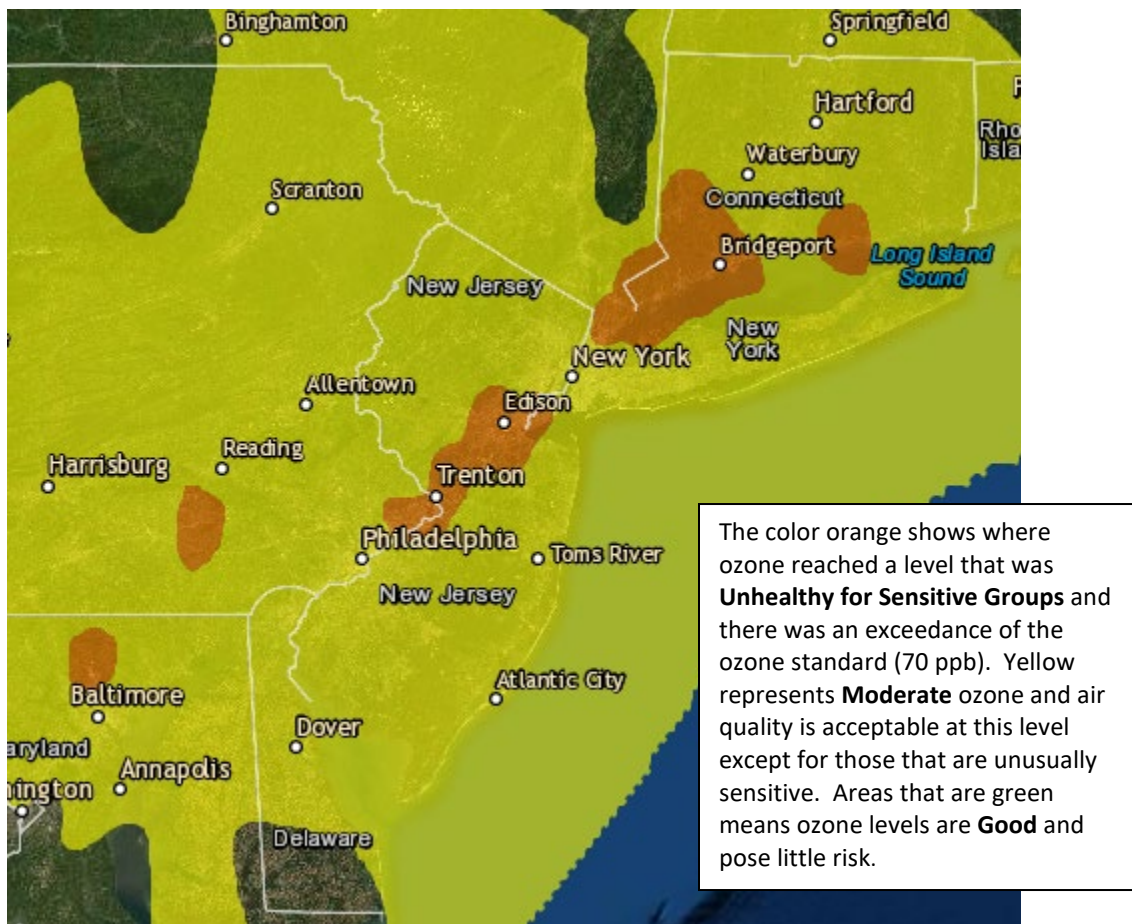 Binghamton
Springfield
Hartford
Rho
Isla
Waterbury
Scranton
Connecticut
Bridgeport
Long Island
Sound
New Jersey
New
York
New York
Allentown
Edison
Reading
Harrisburg
Trenton
Philadelphia
Toms River
New Jersey
Atlantic City
Baltimore
Dover
aryland
Annapolis
nington
Delaware
The color orange shows where
ozone reached a level that was
Unhealthy for Sensitive Groups and
there was an exceedance of the
ozone standard (70 ppb).  Yellow
represents Moderate ozone and air
quality is acceptable at this level
except for those that are unusually
sensitive.  Areas that are green
means ozone levels are Good and
pose little risk.